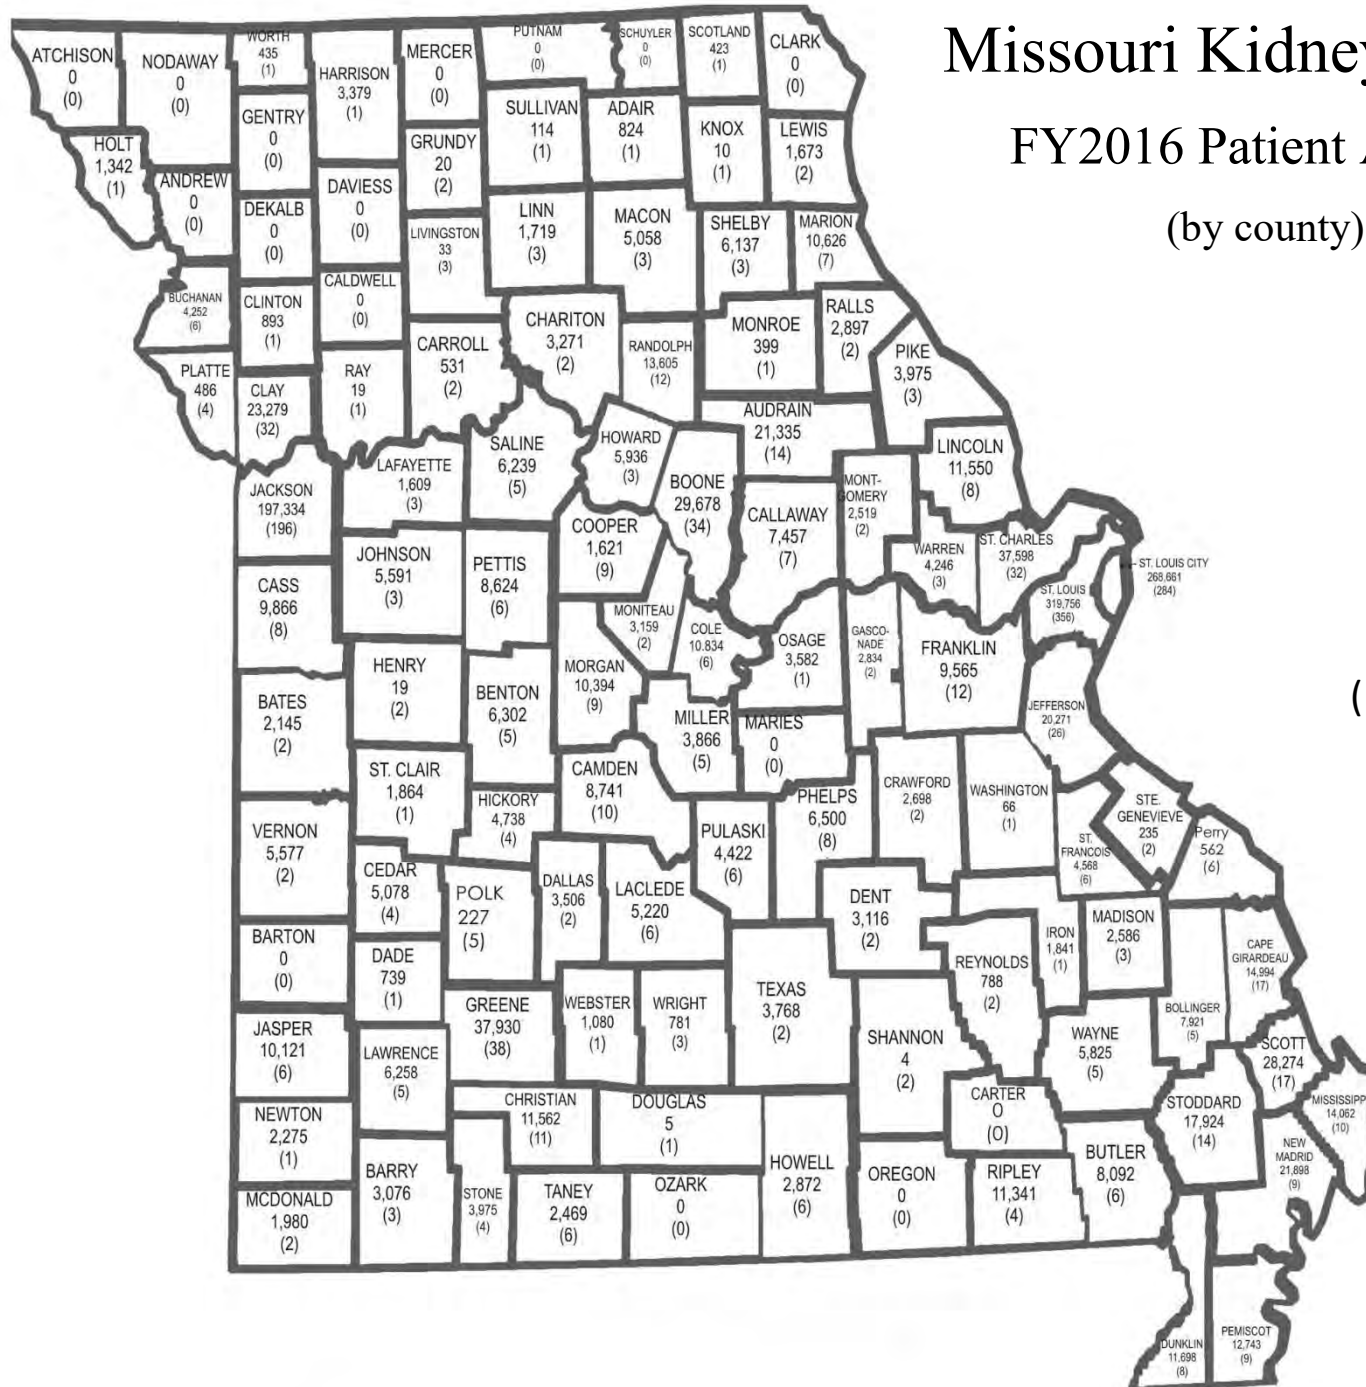 Missouri Kidney
FY2016 Patient A
(by county)
(
ATCHISON
0
(0)
NODAWAY
0
(0)
WORTH
435
(1)
HARRISON
3,379
(1)
MERCER
0
(0)
PUTNAM
0
(0)
SCHUYLER
0
(0)
SCOTLAND
423
(1)
CLARK
0
(0)
HOLT
1,342
(1)
ANDREW
0
(0)
GENTRY
0
(0)
DEKALB
0
(0)
DAVIESS
0
(0)
GRUNDY
20
(2)
SULLIVAN
114
(1)
ADAIR
824
(1)
KNOX
10
(1)
LEWIS
1,673
(2)
LIVINGSTON
33
(3)
LINN
1,719
(3)
MACON
5,058
(3)
SHELBY
6,137
(3)
MARION
10,626
(7)
BUCHANAN
4,252
(6)
CLINTON
893
(1)
CALDWELL
0
(0)
CARROLL
531
(2)
CHARITON
3,271
(2)
RANDOLPH
13,605
(12)
MONROE
399
(1)
RALLS
2,897
(2)
PIKE
3,975
(3)
PLATTE
486
(4)
CLAY
23,279
(32)
RAY
19
(1)
AUDRAIN
21,335
(14)
LINCOLN
11,550
(8)
JACKSON
197,334
(196)
LAFAYETTE
1,609
(3)
SALINE
6,239
(5)
HOWARD
5,936
(3)
BOONE
29,678
(34)
CALLAWAY
7,457
(7)
MONT-
GOMERY
2,519
(2)
WARREN
4,246
(3)
ST. CHARLES
37,598
(32)
ST. LOUIS CITY
268,661
(284)
ST. LOUIS
319,756
(356)
CASS
9,866
(8)
JOHNSON
5,591
(3)
PETTIS
8,624
(6)
COOPER
1,621
(9)
MONITEAU
3,159
(2)
COLE
10.834
(6)
OSAGE
3,582
(1)
GASCO-
NADE
2,834
(2)
FRANKLIN
9,565
(12)
JEFFERSON
20,271
(26)
BATES
2,145
(2)
HENRY
19
(2)
BENTON
6,302
(5)
MORGAN
10,394
(9)
MILLER
3,866
(5)
MARIES
0
(0)
ST. CLAIR
1,864
(1)
HICKORY
4,738
(4)
CAMDEN
8,741
(10)
PULASKI
4,422
(6)
PHELPS
6,500
(8)
CRAWFORD
2,698
(2)
WASHINGTON
66
(1)
ST.
FRANCOIS
4,568
(6)
STE.
GENEVIEVE
235
(2)
Perry
562
(6)
VERNON
5,577
(2)
CEDAR
5,078
(4)
POLK
227
(5)
DALLAS
3,506
(2)
LACLEDE
5,220
(6)
DENT
3,116
(2)
IRON
1,841
(1)
MADISON
2,586
(3)
CAPE
GIRARDEAU
14,994
(17)
BARTON
0
(0)
DADE
739
(1)
GREENE
37,930
(38)
WEBSTER
1,080
(1)
WRIGHT
781
(3)
TEXAS
3,768
(2)
REYNOLDS
788
(2)
BOLLINGER
7,921
(5)
JASPER
10,121
(6)
LAWRENCE
6,258
(5)
SHANNON
4
(2)
WAYNE
5,825
(5)
SCOTT
28,274
(17)
NEWTON
2,275
(1)
CHRISTIAN
11,562
(11)
DOUGLAS
5
(1)
CARTER
0
(0)
STODDARD
17,924
(14)
MISSISSIPP
14,062
(10)
MCDONALD
1,980
(2)
BARRY
3,076
(3)
STONE
3,975
(4)
TANEY
2,469
(6)
OZARK
0
(0)
HOWELL
2,872
(6)
OREGON
0
(0)
RIPLEY
11,341
(4)
BUTLER
8,092
(6)
NEW
MADRID
21,898
(9)
DUNKLIN
11,698
(8)
PEMISCOT
12,743
(9)